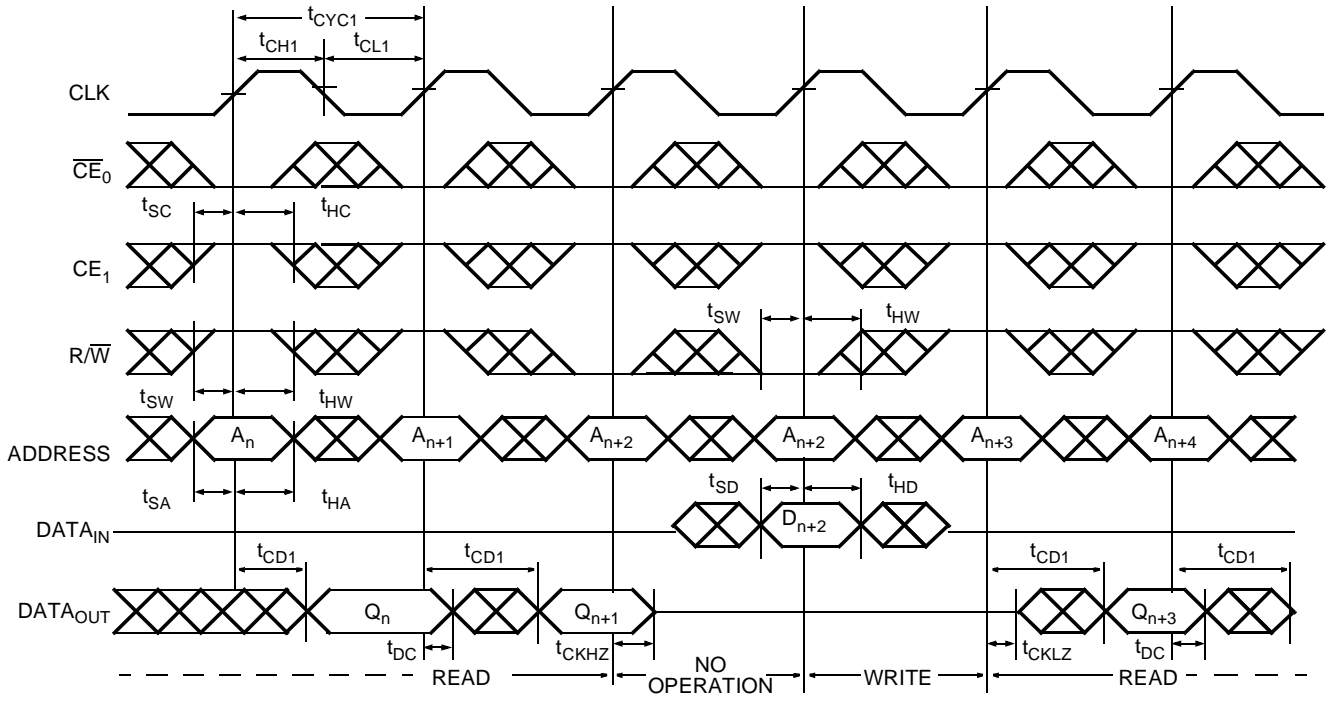 tCYC1
tCH1 tCL1
CLK
CE0
tSC tHC
CE1
tSW tHW
R/W
tSW tHW
ADDRESS An An+1 An+2 An+2 An+3 An+4
tSA tHA tSD tHD
DATAIN Dn+2
tCD1 tCD1 tCD1 tCD1
DATAOUT Qn Qn+1 Qn+3
tDC tCKHZ tCKLZ tDC
READ NO OPERATION WRITE READ